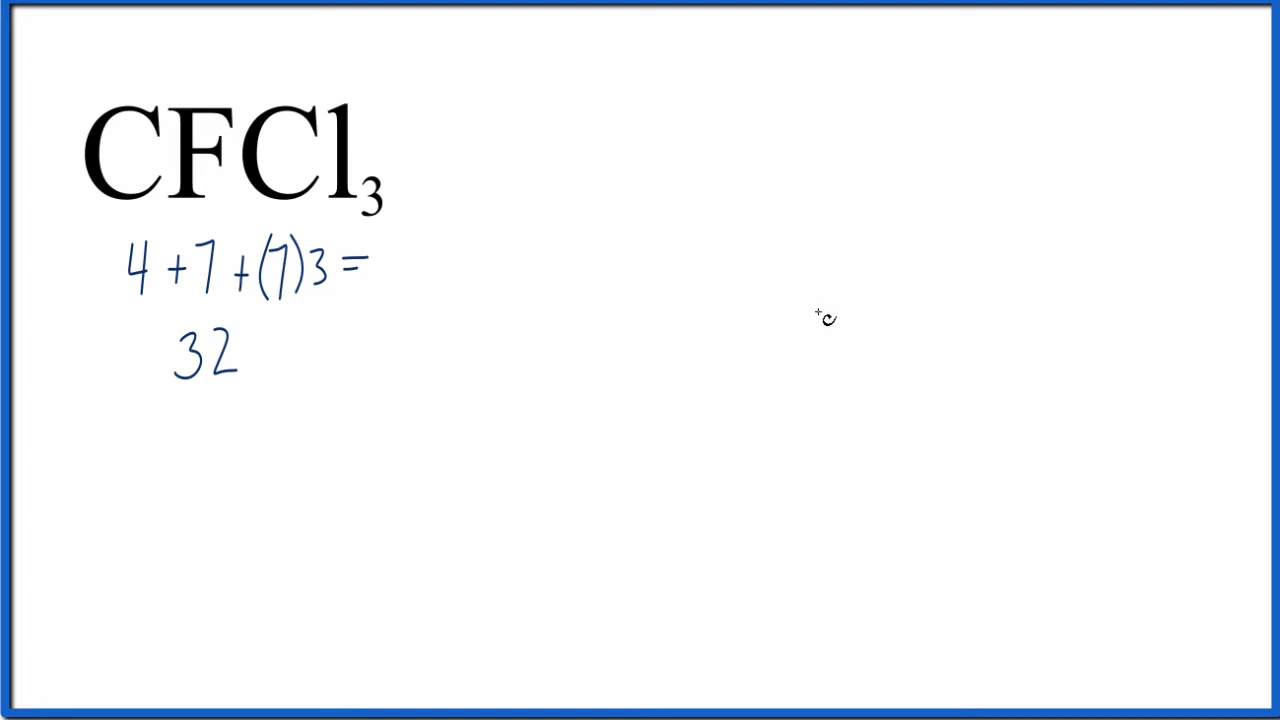 CFCl₃
4 + 7 + (7)3 =
32